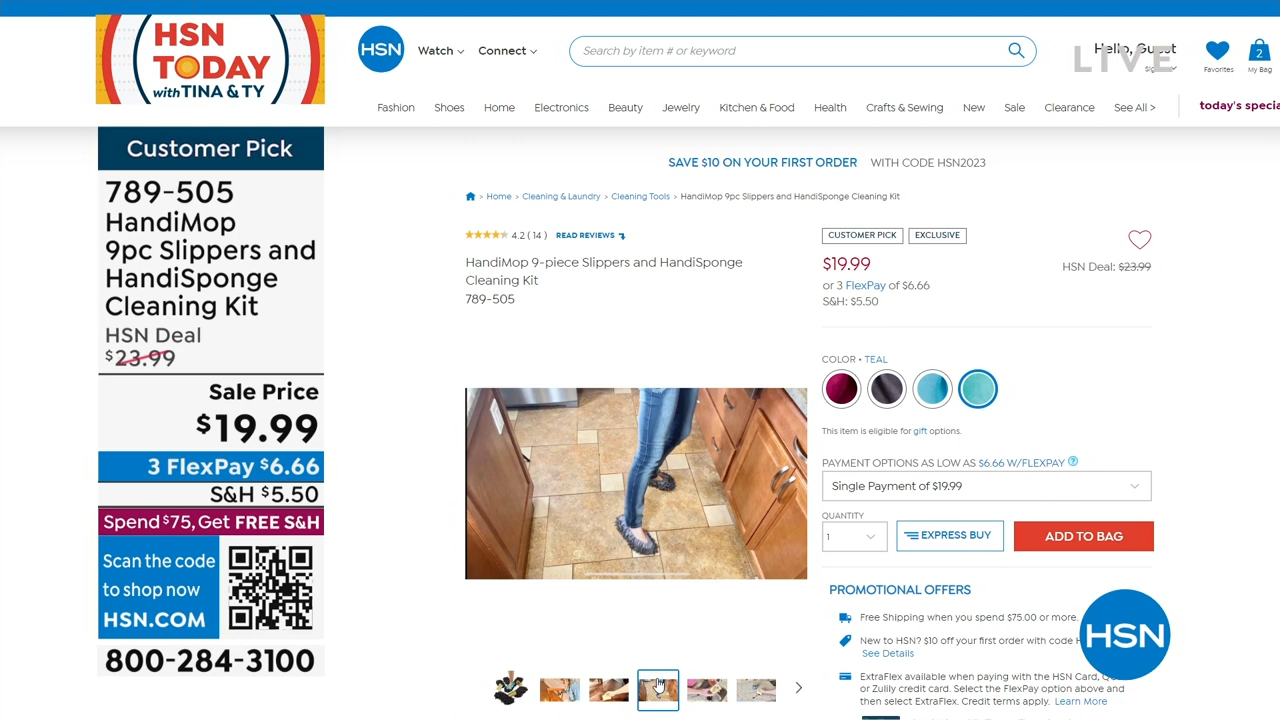 HSN
TODAY
with TINA & TY
Customer Pick
789-505
HandiMop
9pc Slippers and
HandiSponge
Cleaning Kit
HSN Deal
$23.99
Sale Price
$19.99
3 FlexPay $6.66
S&H $5.50
Spend $75, Get FREE S&H
Scan the code
to shop now
HSN.COM
800-284-3100
HSN
Watch
Connect
Search by item # or keyword
Hello, Guest
LIVE
Favorites
2
My Bag
Fashion Shoes Home Electronics Beauty Jewelry Kitchen & Food Health Crafts & Sewing New Sale Clearance See All >
today's specia
SAVE $10 ON YOUR FIRST ORDER WITH CODE HSN2023
> Home > Cleaning & Laundry > Cleaning Tools > HandiMop 9pc Slippers and HandiSponge Cleaning Kit
4.2 ( 14 ) READ REVIEWS
HandiMop 9-piece Slippers and HandiSponge
Cleaning Kit
789-505
CUSTOMER PICK EXCLUSIVE
$19.99
HSN Deal: $23.99
or 3 FlexPay of $6.66
S&H: $5.50
COLOR • TEAL
This item is eligible for gift options.
PAYMENT OPTIONS AS LOW AS $6.66 W/FLEXPAY ?
Single Payment of $19.99
QUANTITY
1
EXPRESS BUY
ADD TO BAG
PROMOTIONAL OFFERS
Free Shipping when you spend $75.00 or more.
New to HSN? $10 off your first order with code
See Details
ExtraFlex available when paying with the HSN Card,
or Zulily credit card. Select the FlexPay option above and
then select ExtraFlex. Credit terms apply. Learn More
HSN